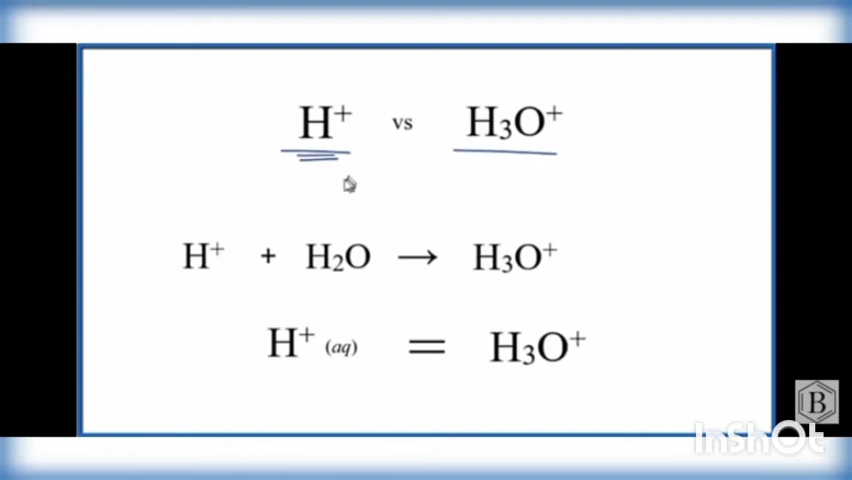 H⁺ vs H₃O⁺
H⁺ + H₂O → H₃O⁺
H⁺ (aq) = H₃O⁺
B
InShOt